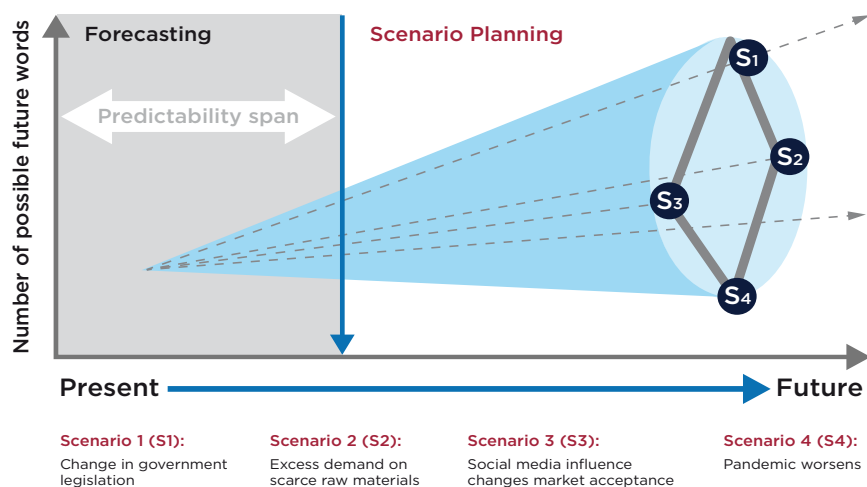 Number of possible future words
Forecasting
Scenario Planning
Predictability span
S1
S2
S3
S4
Present
Future
Scenario 1 (S1):
Change in government
legislation
Scenario 2 (S2):
Excess demand on
scarce raw materials
Scenario 3 (S3):
Social media influence
changes market acceptance
Scenario 4 (S4):
Pandemic worsens